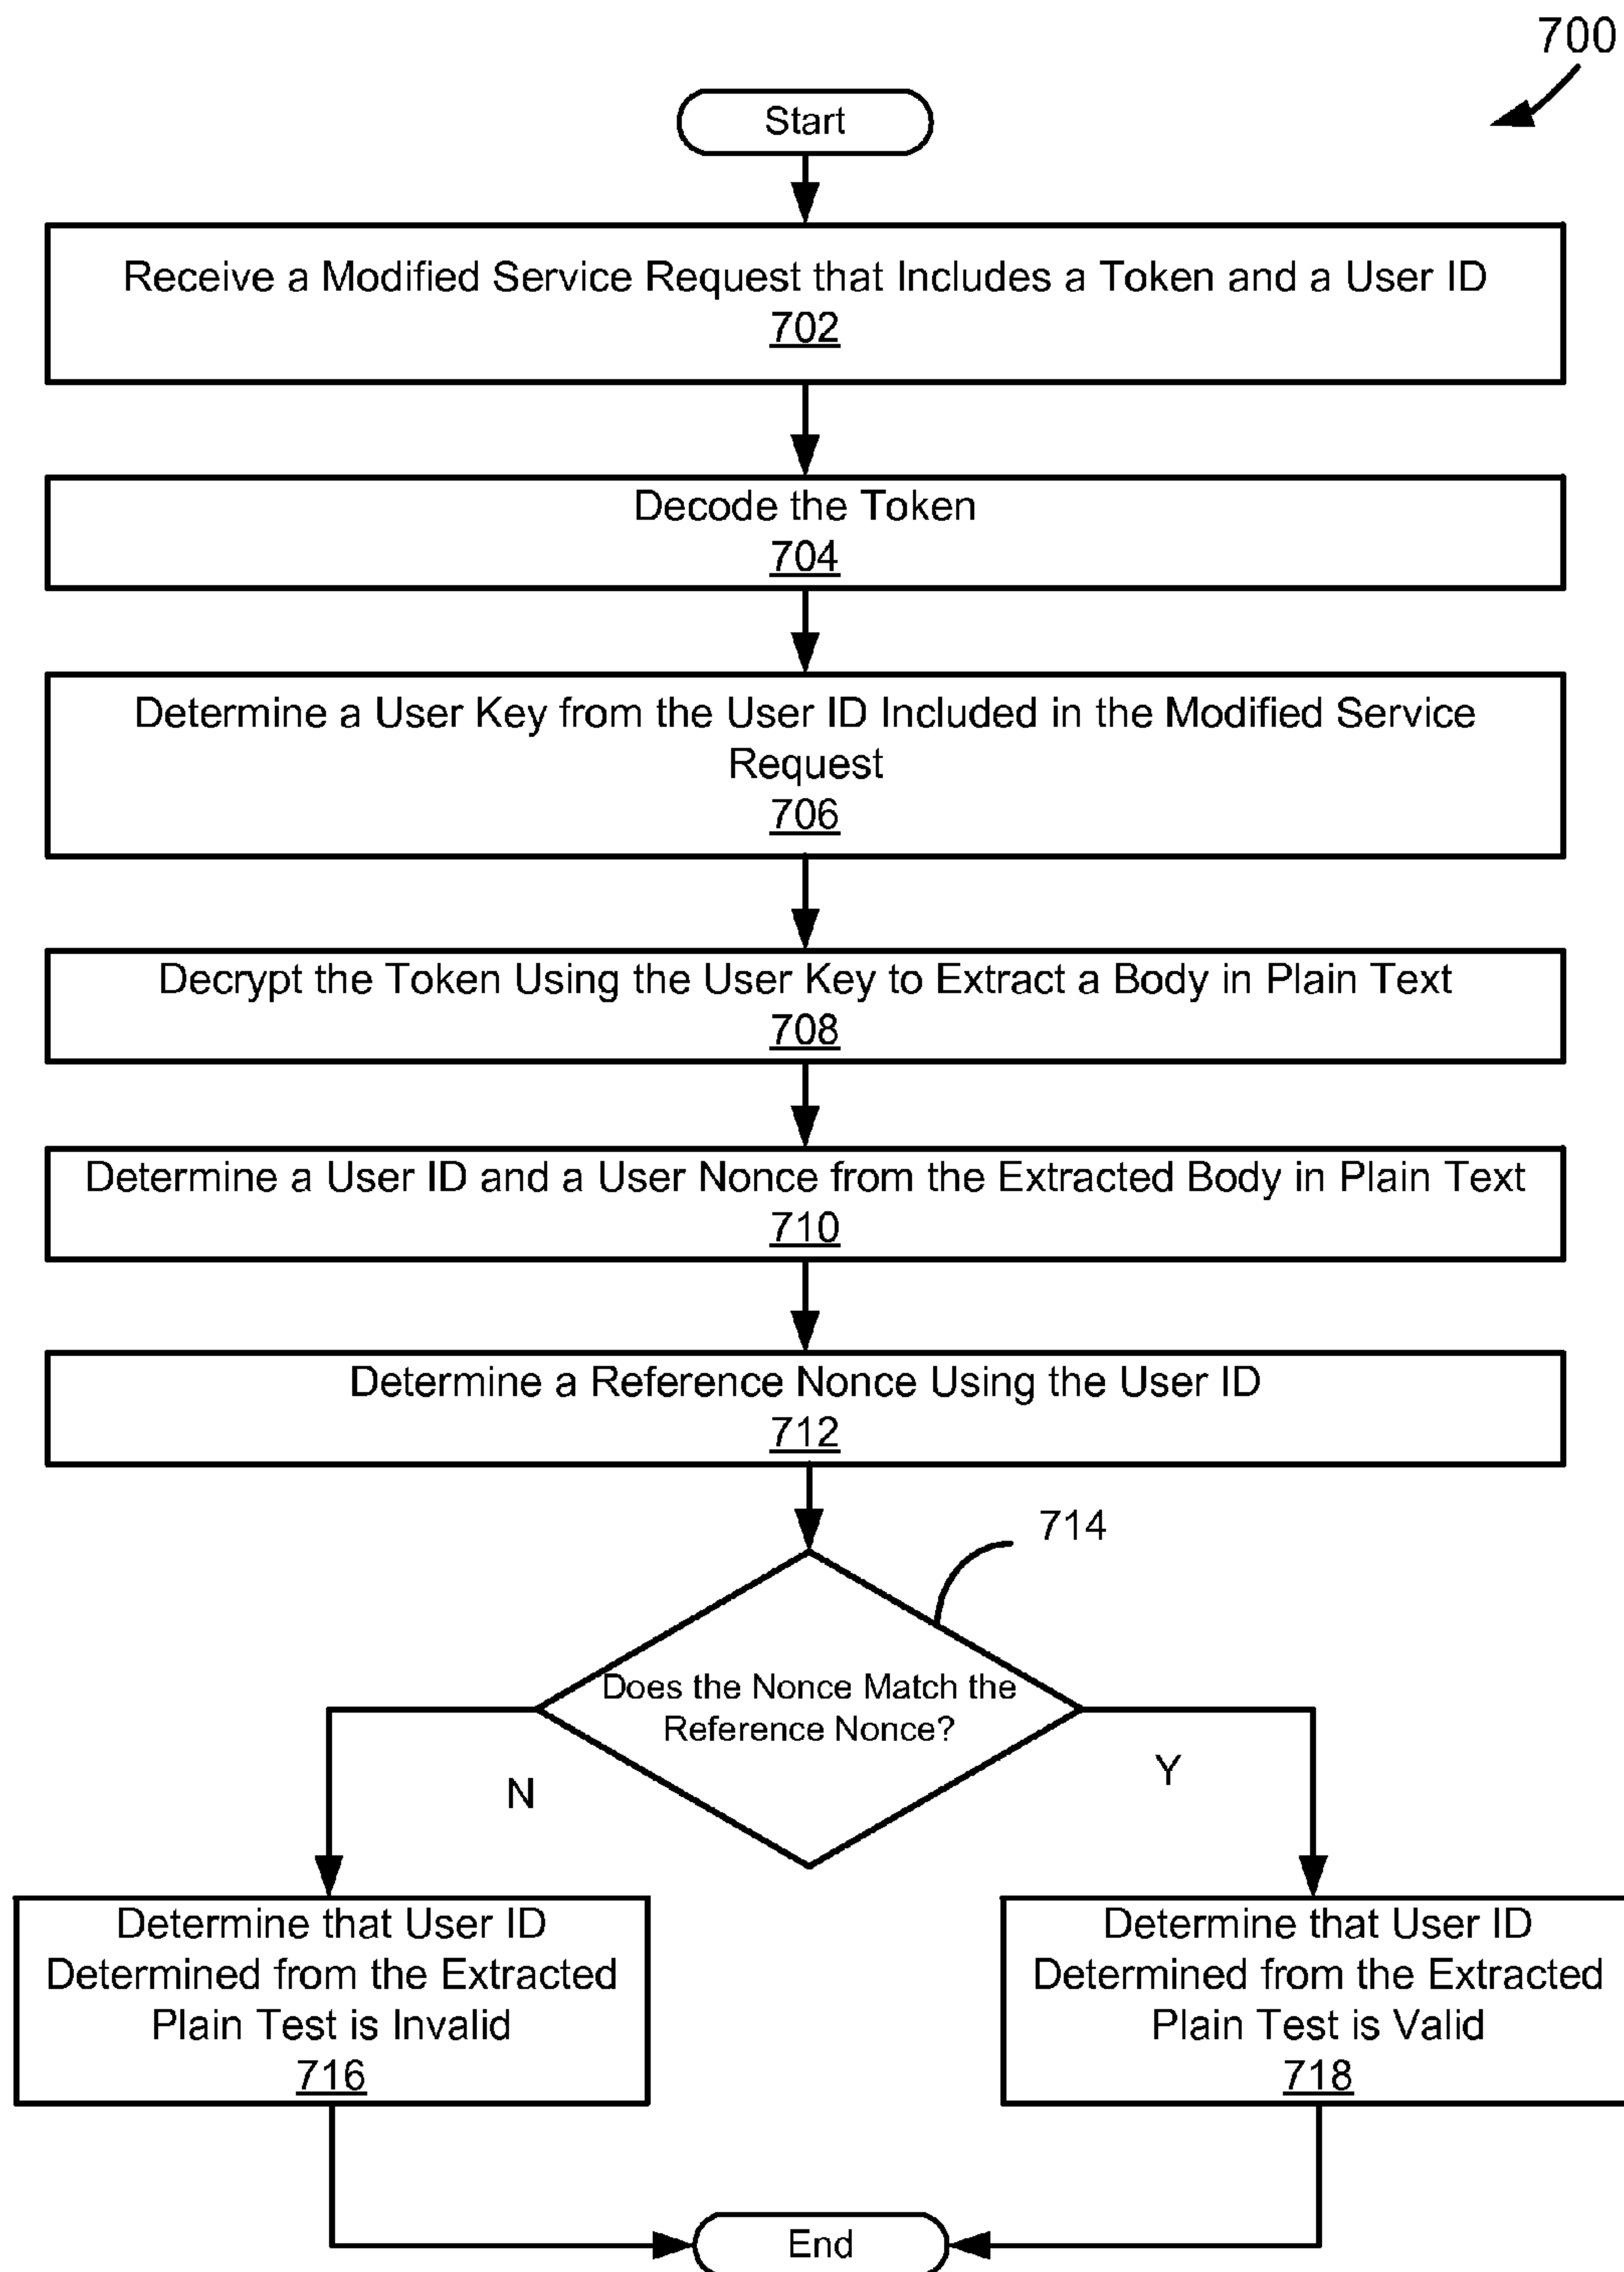 700
Start
Receive a Modified Service Request that Includes a Token and a User ID
702
Decode the Token
704
Determine a User Key from the User ID Included in the Modified Service
Request
706
Decrypt the Token Using the User Key to Extract a Body in Plain Text
708
Determine a User ID and a User Nonce from the Extracted Body in Plain Text
710
Determine a Reference Nonce Using the User ID
712
714
Does the Nonce Match the
Reference Nonce?
N
Y
Determine that User ID
Determined from the Extracted
Plain Test is Invalid
716
Determine that User ID
Determined from the Extracted
Plain Test is Valid
718
End